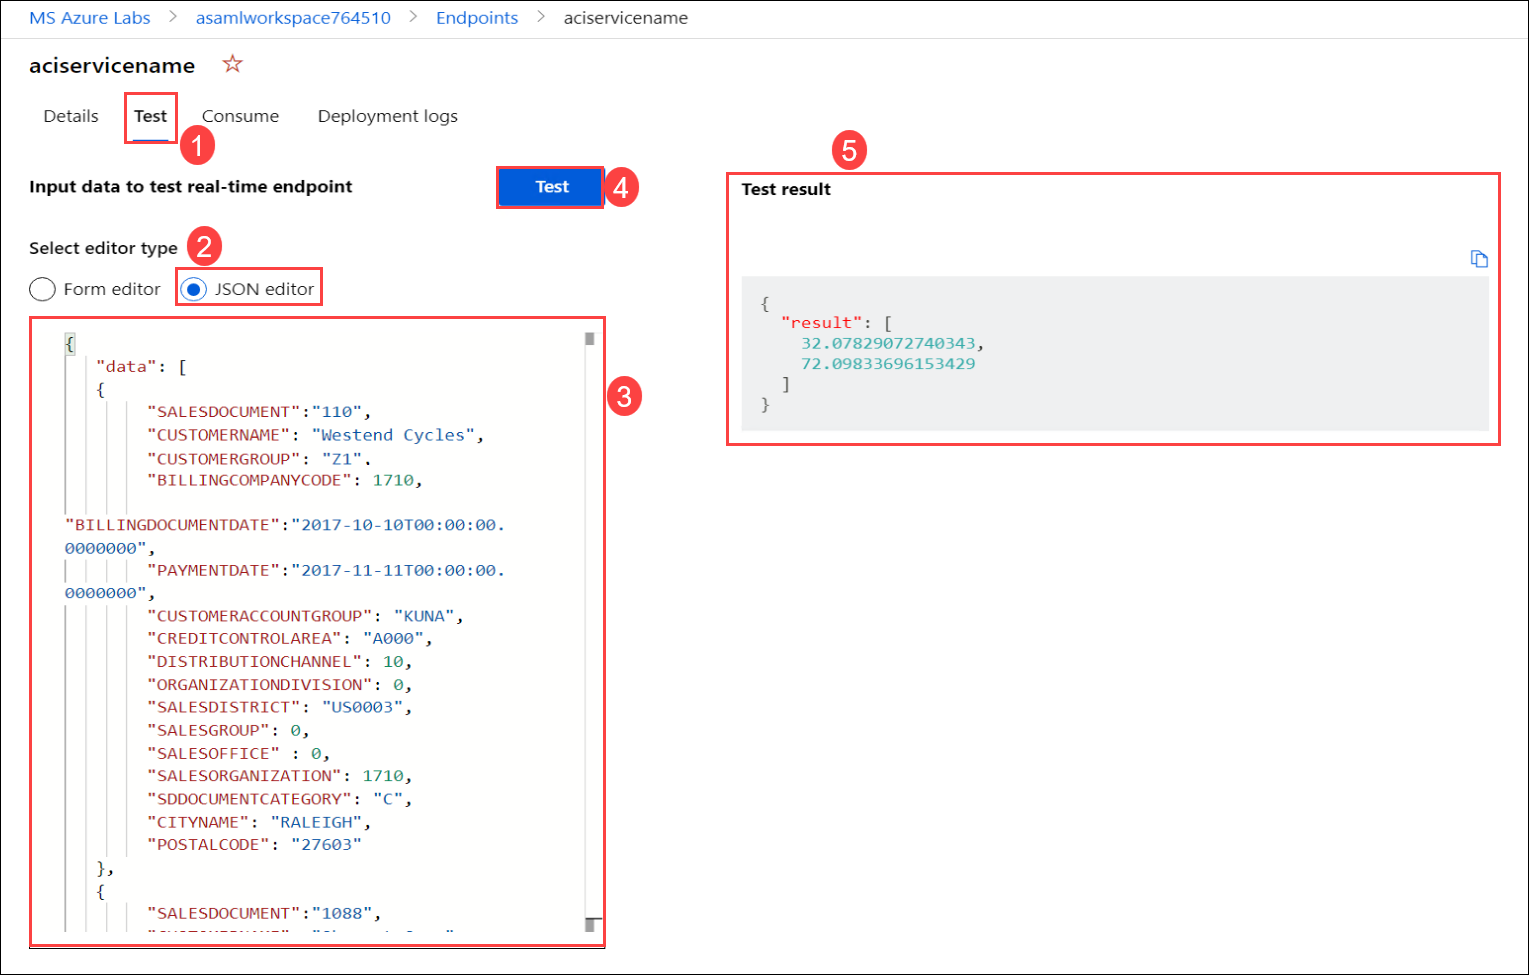 MS Azure Labs > asamlworkspace764510 > Endpoints > aciservicename
aciservicename
Details Test Consume Deployment logs
1
Input data to test real-time endpoint
Test
4
Select editor type
2
Form editor JSON editor
3
{
"data": [
{
"SALESDOCUMENT":"110",
"CUSTOMERNAME": "Westend Cycles",
"CUSTOMERGROUP": "Z1",
"BILLINGCOMPANYCODE": 1710,
"BILLINGDOCUMENTDATE":"2017-10-10T00:00:00.
0000000",
"PAYMENTDATE":"2017-11-11T00:00:00.
0000000",
"CUSTOMERACCOUNTGROUP": "KUNA",
"CREDITCONTROLAREA": "A000",
"DISTRIBUTIONCHANNEL": 10,
"ORGANIZATIONDIVISION": 0,
"SALESDISTRICT": "US0003",
"SALESGROUP": 0,
"SALESOFFICE" : 0,
"SALESORGANIZATION": 1710,
"SDDOCUMENTCATEGORY": "C",
"CITYNAME": "RALEIGH",
"POSTALCODE": "27603"
},
{
"SALESDOCUMENT":"1088",
5
Test result
{
"result": [
32.07829072740343,
72.09833696153429
]
}